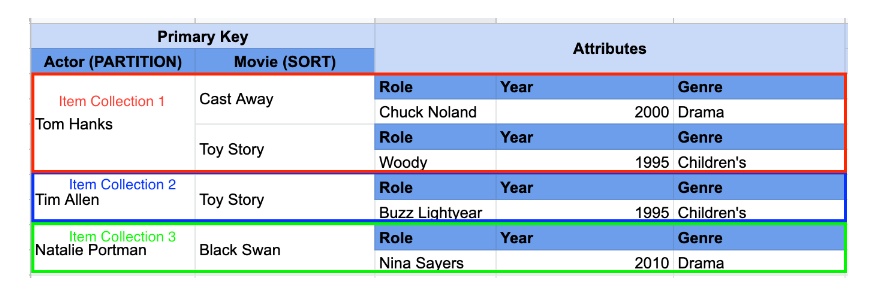 Primary Key
Attributes
Actor (PARTITION) Movie (SORT)
Item Collection 1
Tom Hanks
Cast Away
Role Year Genre
Chuck Noland 2000 Drama
Toy Story
Role Year Genre
Woody 1995 Children's
Item Collection 2
Tim Allen
Toy Story
Role Year Genre
Buzz Lightyear 1995 Children's
Item Collection 3
Natalie Portman
Black Swan
Role Year Genre
Nina Sayers 2010 Drama